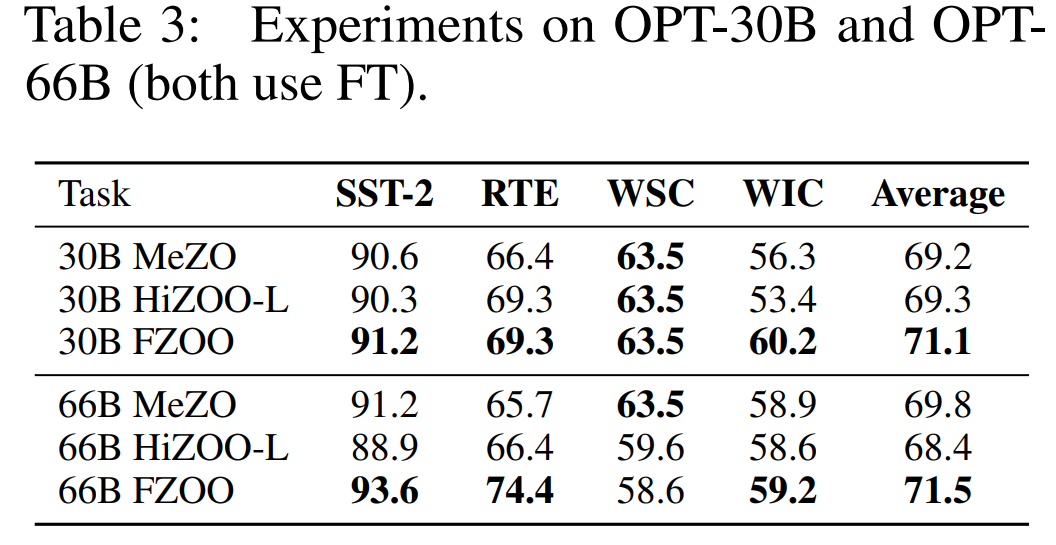 Table 3: Experiments on OPT-30B and OPT-
66B (both use FT).
Task SST-2 RTE WSC WIC Average
30B MeZO 90.6 66.4 63.5 56.3 69.2
30B HiZOO-L 90.3 69.3 63.5 53.4 69.3
30B FZOO 91.2 69.3 63.5 60.2 71.1
66B MeZO 91.2 65.7 63.5 58.9 69.8
66B HiZOO-L 88.9 66.4 59.6 58.6 68.4
66B FZOO 93.6 74.4 58.6 59.2 71.5